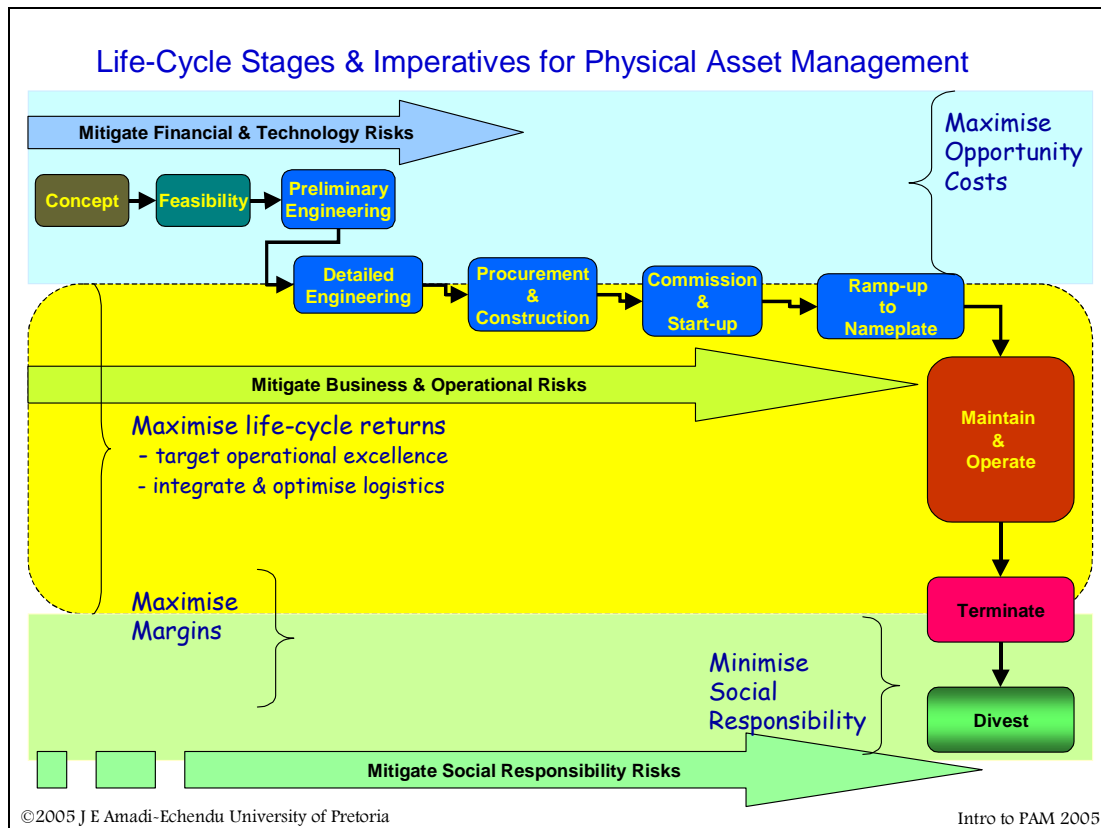 Life-Cycle Stages & Imperatives for Physical Asset Management
Mitigate Financial & Technology Risks
Maximise
Opportunity
Costs
Concept
Feasibility
Preliminary
Engineering
Detailed
Engineering
Procurement
&
Construction
Commission
&
Start-up
Ramp-up
to
Nameplate
Mitigate Business & Operational Risks
Maintain
&
Operate
Maximise life-cycle returns
- target operational excellence
- integrate & optimise logistics
Maximise
Margins
Terminate
Minimise
Social
Responsibility
Divest
Mitigate Social Responsibility Risks
©2005 J E Amadi-Echendu University of Pretoria
Intro to PAM 2005